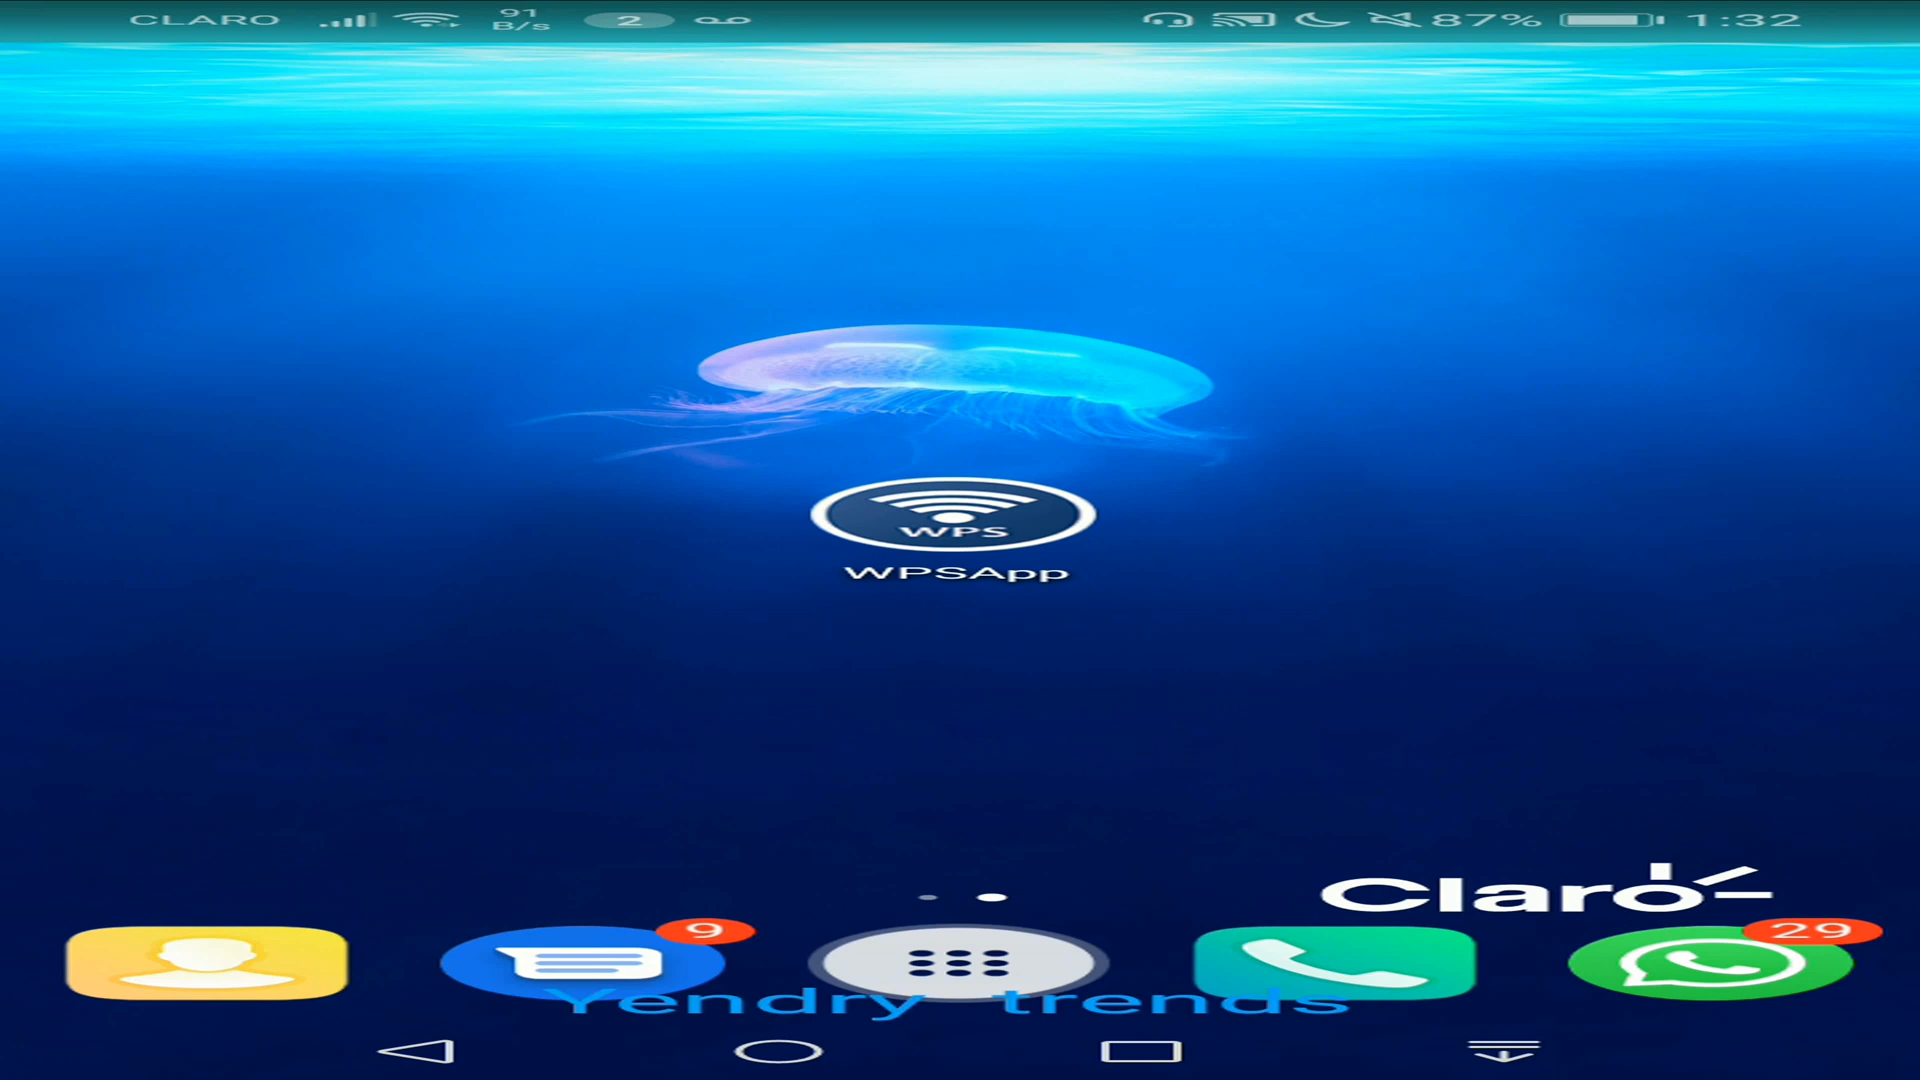 CLARO 91 B/s 2 87% 1:32
WPS
WPSApp
Claro
9
29
Yendry trends